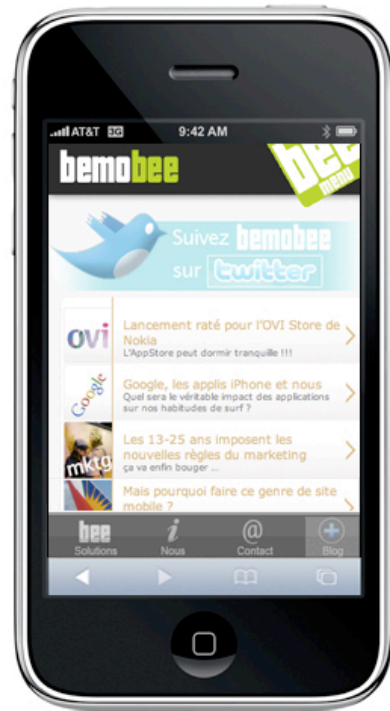 AT&T 3G 9:42 AM
bemobee
bee
menu
Suivez bemobee
sur twitter
ovi
Lancement raté pour l'OVI Store de
Nokia
L'AppStore peut dormir tranquille !!!
Google
Google, les applis iPhone et nous
Quel sera le véritable impact des applications
sur nos habitudes de surf ?
mktg
Les 13-25 ans imposent les
nouvelles règles du marketing
ça va enfin bouger ...
Mais pourquoi faire ce genre de site
mobile ?
bee i @
Solutions Nous Contact Blog